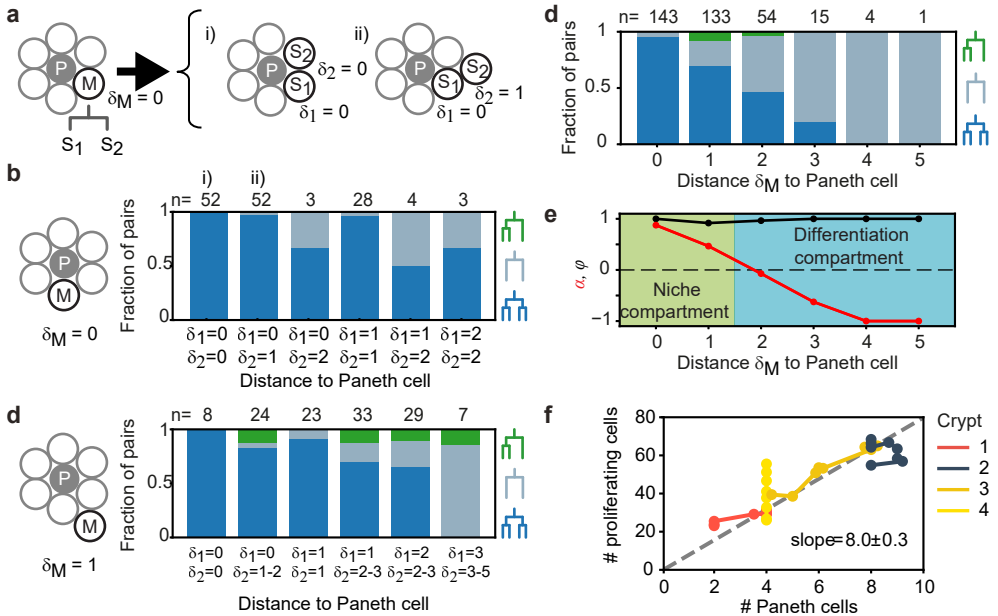 a
i)
ii)
P
M
δM = 0
S1
S2
P
S2
S1
δ2 = 0
δ1 = 0
P
S1
S2
δ2 = 1
δ1 = 0
b
P
M
δM = 0
i)
ii)
n= 52 52 3 28 4 3
Fraction of pairs
1
0.5
0
δ1=0 δ1=0 δ1=0 δ1=1 δ1=1 δ1=2
δ2=0 δ2=1 δ2=2 δ2=1 δ2=2 δ2=2
Distance to Paneth cell
d
P
M
δM = 1
n= 8 24 23 33 29 7
Fraction of pairs
1
0.5
0
δ1=0 δ1=0 δ1=1 δ1=1 δ1=2 δ1=3
δ2=0 δ2=1-2 δ2=1 δ2=2-3 δ2=2-3 δ2=3-5
Distance to Paneth cell
d
n= 143 133 54 15 4 1
Fraction of pairs
1
0.5
0
0 1 2 3 4 5
Distance δM to Paneth cell
e
α, φ
1
0
−1
Differentiation
compartment
Niche
compartment
0 1 2 3 4 5
Distance δM to Paneth cell
f
# proliferating cells
80
60
40
20
0
slope=8.0±0.3
0 2 4 6 8 10
# Paneth cells
Crypt
1
2
3
4